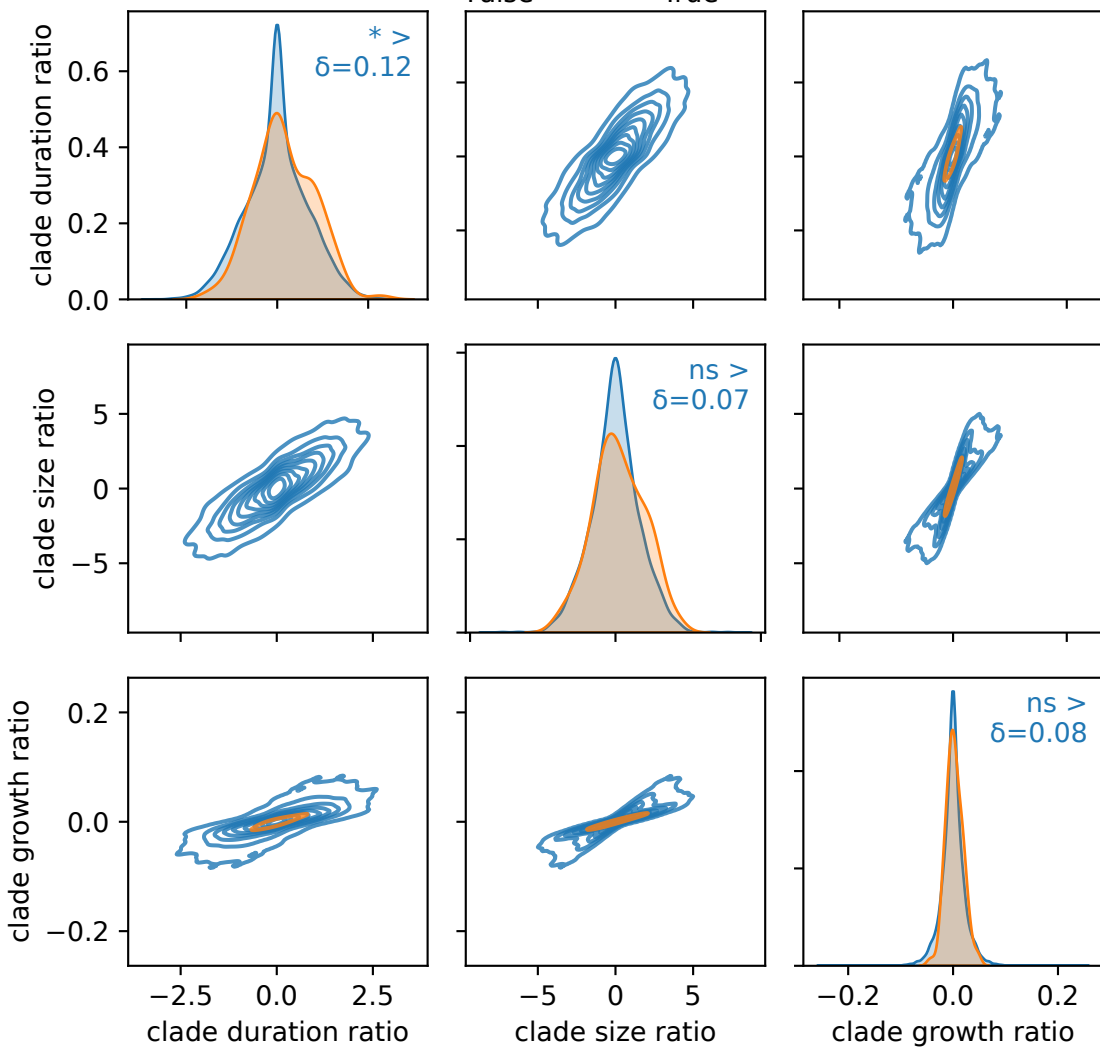 clade duration ratio
0.6
0.4
0.2
0.0
* >
δ=0.12
clade size ratio
5
0
−5
ns >
δ=0.07
clade growth ratio
0.2
0.0
−0.2
ns >
δ=0.08
−2.5 0.0 2.5
−5 0 5
−0.2 0.0 0.2
clade duration ratio
clade size ratio
clade growth ratio